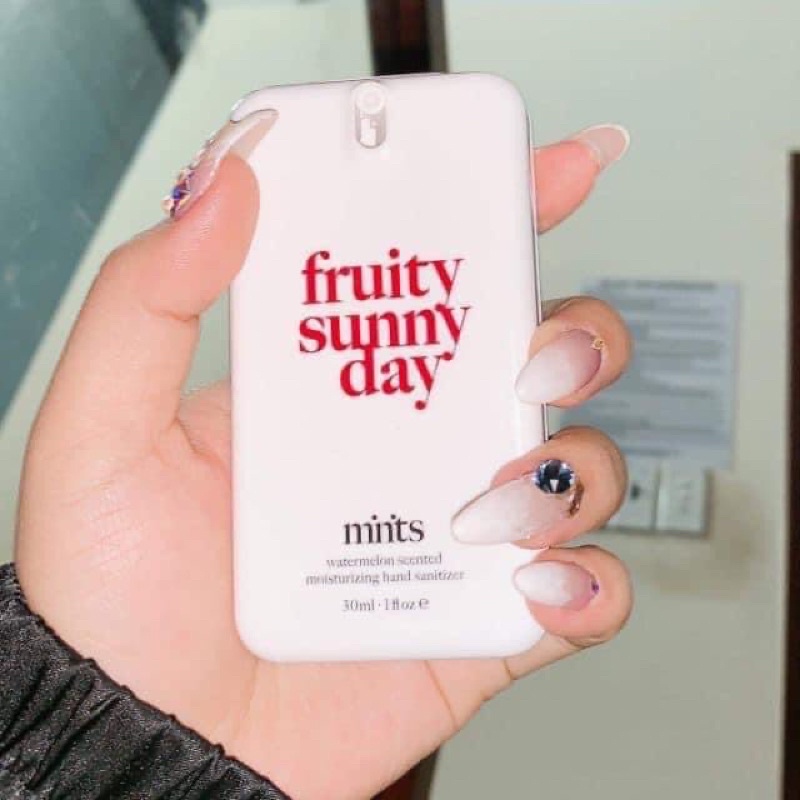 fruity
sunny
day
mints
watermelon scented
moisturizing hand sanitizer
30ml · 1 fl oz ℮